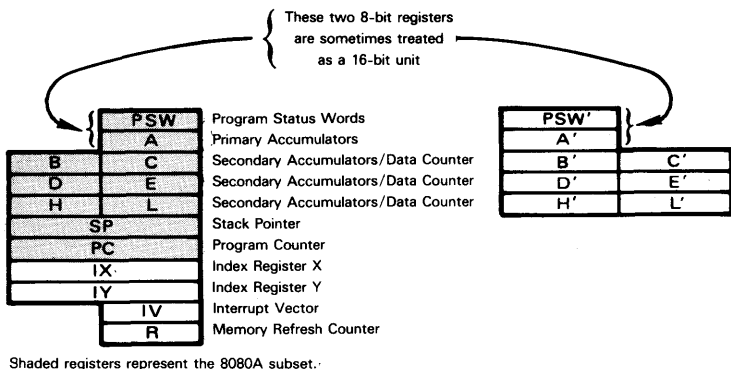 These two 8-bit registers
are sometimes treated
as a 16-bit unit
PSW Program Status Words PSW'
A Primary Accumulators A'
B C Secondary Accumulators/Data Counter B' C'
D E Secondary Accumulators/Data Counter D' E'
H L Secondary Accumulators/Data Counter H' L'
SP Stack Pointer
PC Program Counter
IX Index Register X
IY Index Register Y
IV Interrupt Vector
R Memory Refresh Counter
Shaded registers represent the 8080A subset.